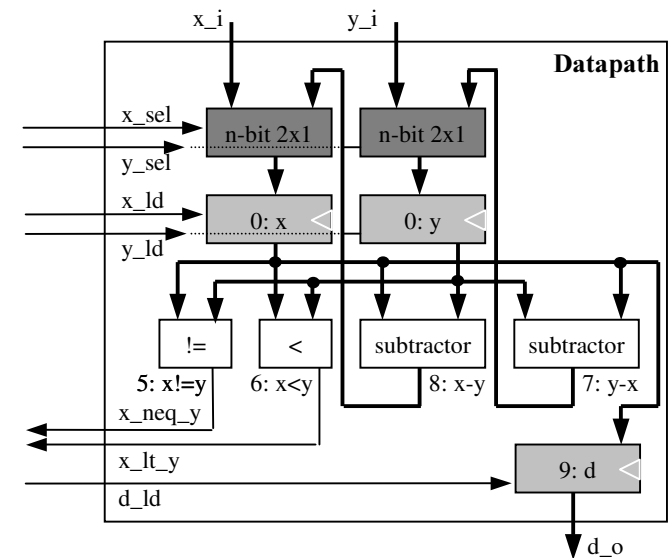 x_i
y_i
Datapath
x_sel
n-bit 2x1
n-bit 2x1
y_sel
x_ld
0: x
0: y
y_ld
!=
<
subtractor
subtractor
5: x!=y
6: x<y
8: x-y
7: y-x
x_neq_y
x_lt_y
9: d
d_ld
d_o